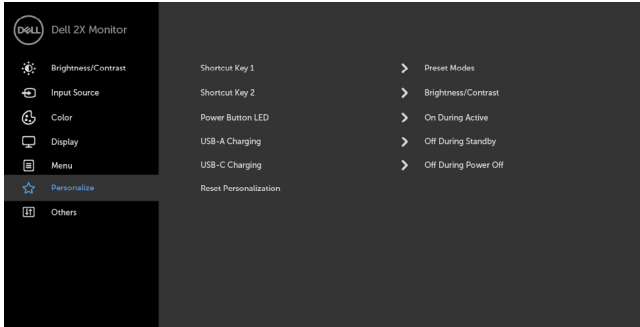 DELL Dell 2X Monitor
Brightness/Contrast Shortcut Key 1 Preset Modes
Input Source Shortcut Key 2 Brightness/Contrast
Color Power Button LED On During Active
Display USB-A Charging Off During Standby
Menu USB-C Charging Off During Power Off
Personalize Reset Personalization
Others